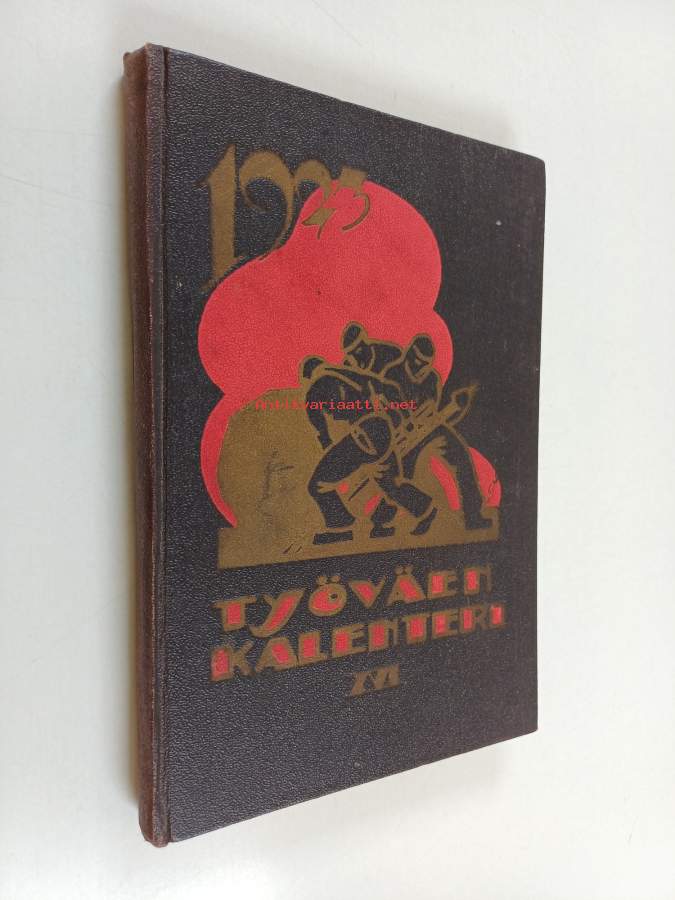 1923
antikvariaatti.net
TYÖVÄEN
KALENTERI
XVI